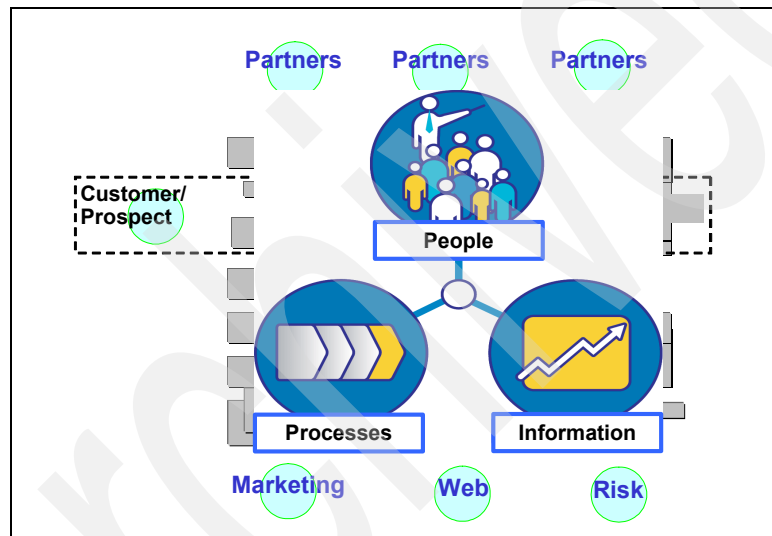 Partners Partners Partners
Customer/
Prospect
People
Processes Information
Marketing Web Risk